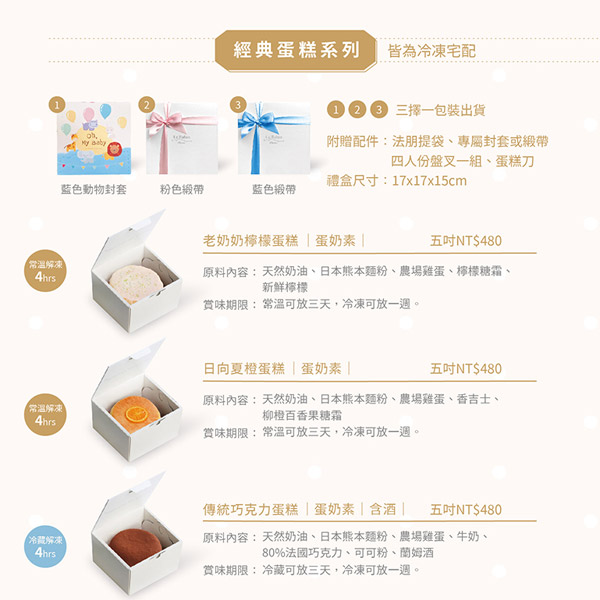 經典蛋糕系列 皆為冷凍宅配
1 2 3
Oh,
My Baby
1 2 3 三擇一包裝出貨
附贈配件：法朋提袋、專屬封套或緞帶
四人份盤叉一組、蛋糕刀
禮盒尺寸：17x17x15cm
藍色動物封套 粉色緞帶 藍色緞帶
老奶奶檸檬蛋糕｜蛋奶素｜ 五吋NT$480
常溫解凍
4hrs
原料內容：天然奶油、日本熊本麵粉、農場雞蛋、檸檬糖霜、
新鮮檸檬
賞味期限：常溫可放三天，冷凍可放一週。
日向夏橙蛋糕｜蛋奶素｜ 五吋NT$480
常溫解凍
4hrs
原料內容：天然奶油、日本熊本麵粉、農場雞蛋、香吉士、
柳橙百香果糖霜
賞味期限：常溫可放三天，冷凍可放一週。
傳統巧克力蛋糕｜蛋奶素｜含酒｜ 五吋NT$480
冷藏解凍
4hrs
原料內容：天然奶油、日本熊本麵粉、農場雞蛋、牛奶、
80%法國巧克力、可可粉、蘭姆酒
賞味期限：冷藏可放三天，冷凍可放一週。